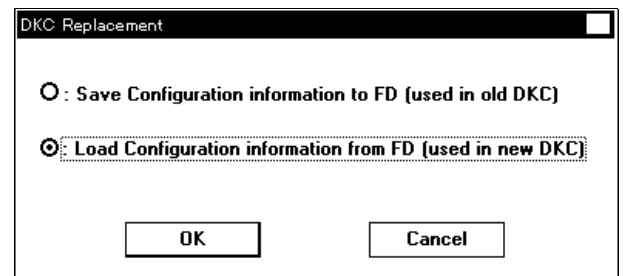 DKC Replacement
: Save Configuration information to FD (used in old DKC)
: Load Configuration information from FD (used in new DKC)
OK Cancel